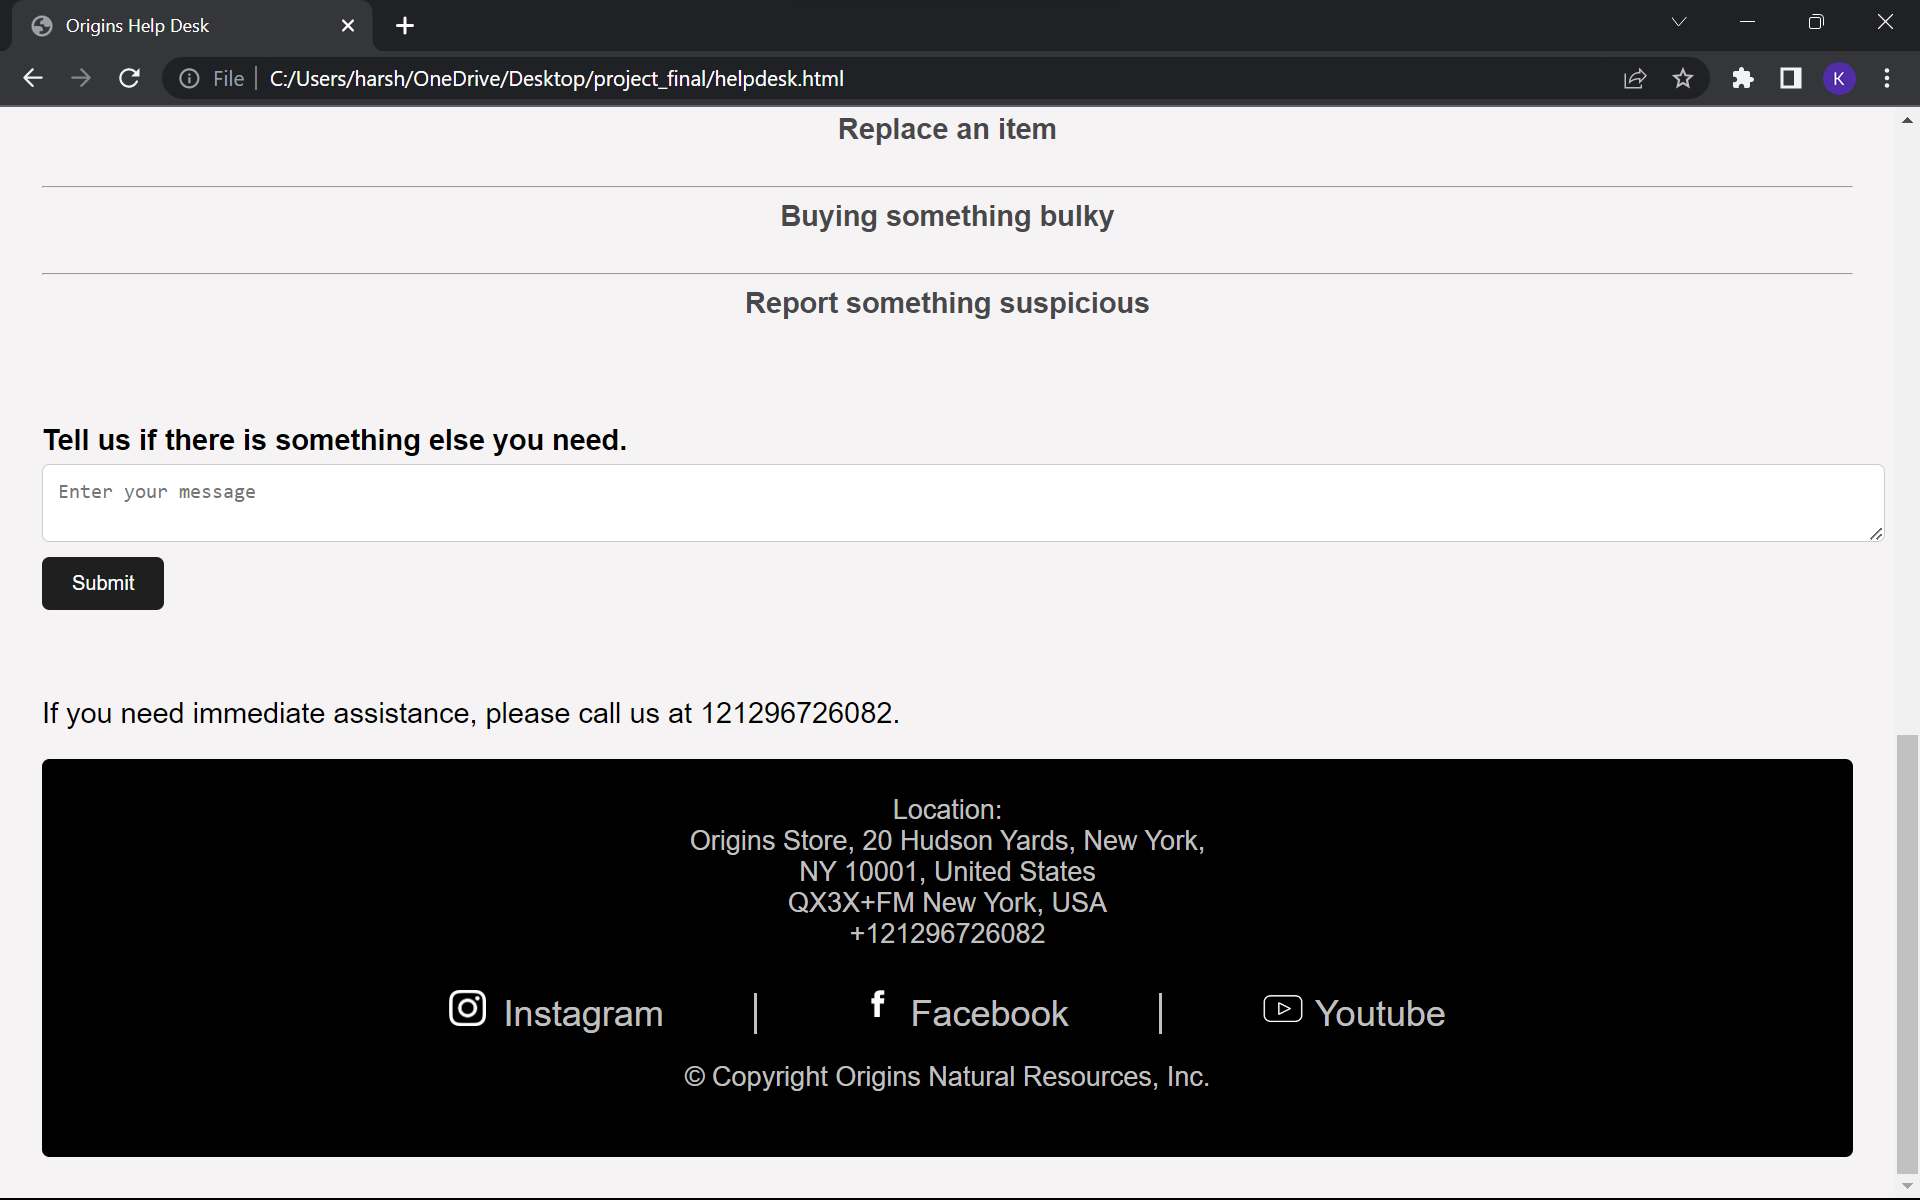 Origins Help Desk
File
C:/Users/harsh/OneDrive/Desktop/project_final/helpdesk.html
K
Replace an item
Buying something bulky
Report something suspicious
Tell us if there is something else you need.
Enter your message
Submit
If you need immediate assistance, please call us at 121296726082.
Location:
Origins Store, 20 Hudson Yards, New York,
NY 10001, United States
QX3X+FM New York, USA
+121296726082
Instagram | Facebook | Youtube
© Copyright Origins Natural Resources, Inc.